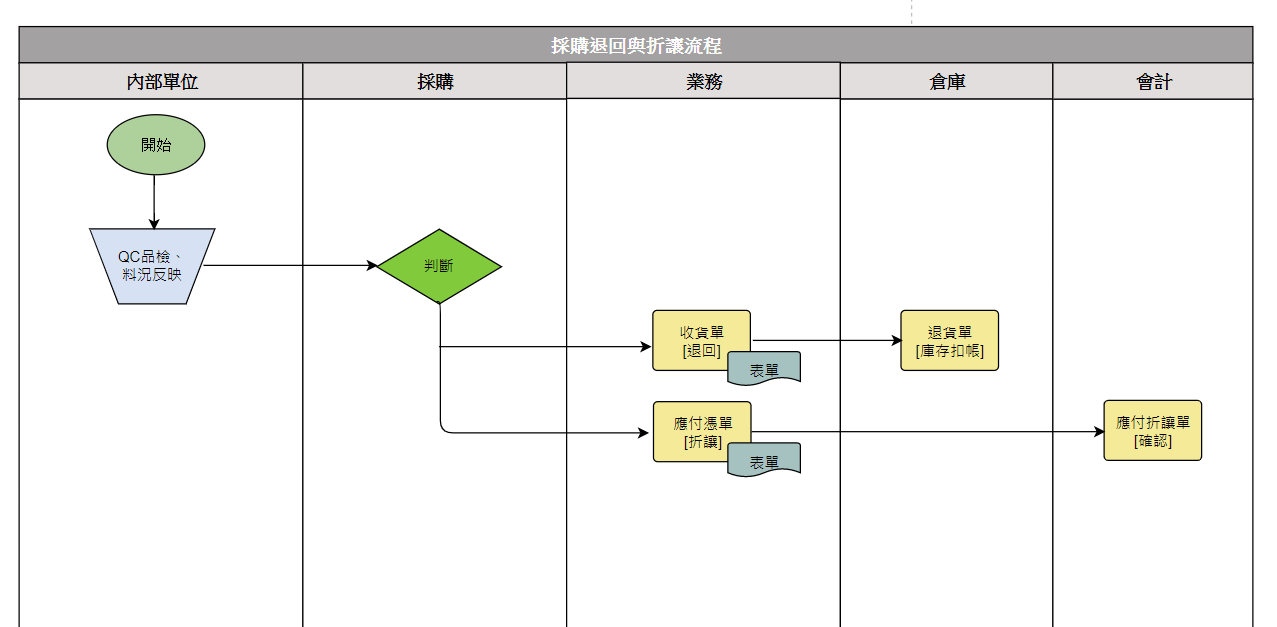 採購退回與折讓流程
內部單位
採購
業務
倉庫
會計
開始
QC品檢、
料況反映
判斷
收貨單
[退回]
表單
退貨單
[庫存扣帳]
應付憑單
[折讓]
表單
應付折讓單
[確認]